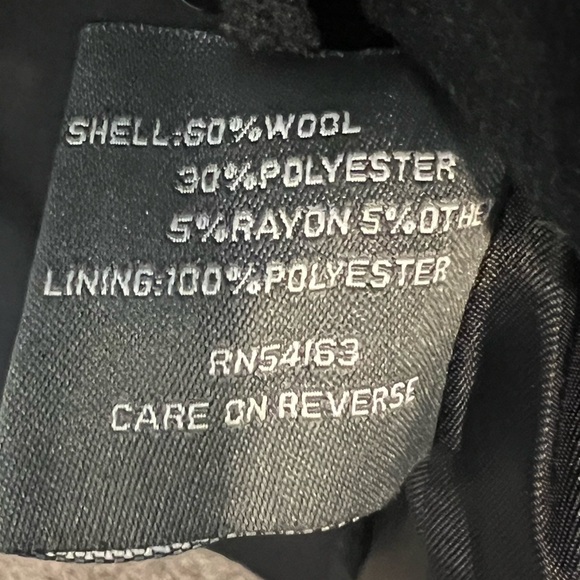 SHELL:60%WOOL
30%POLYESTER
5%RAYON 5%OTHE
LINING:100%POLYESTER
RN54163
CARE ON REVERSE